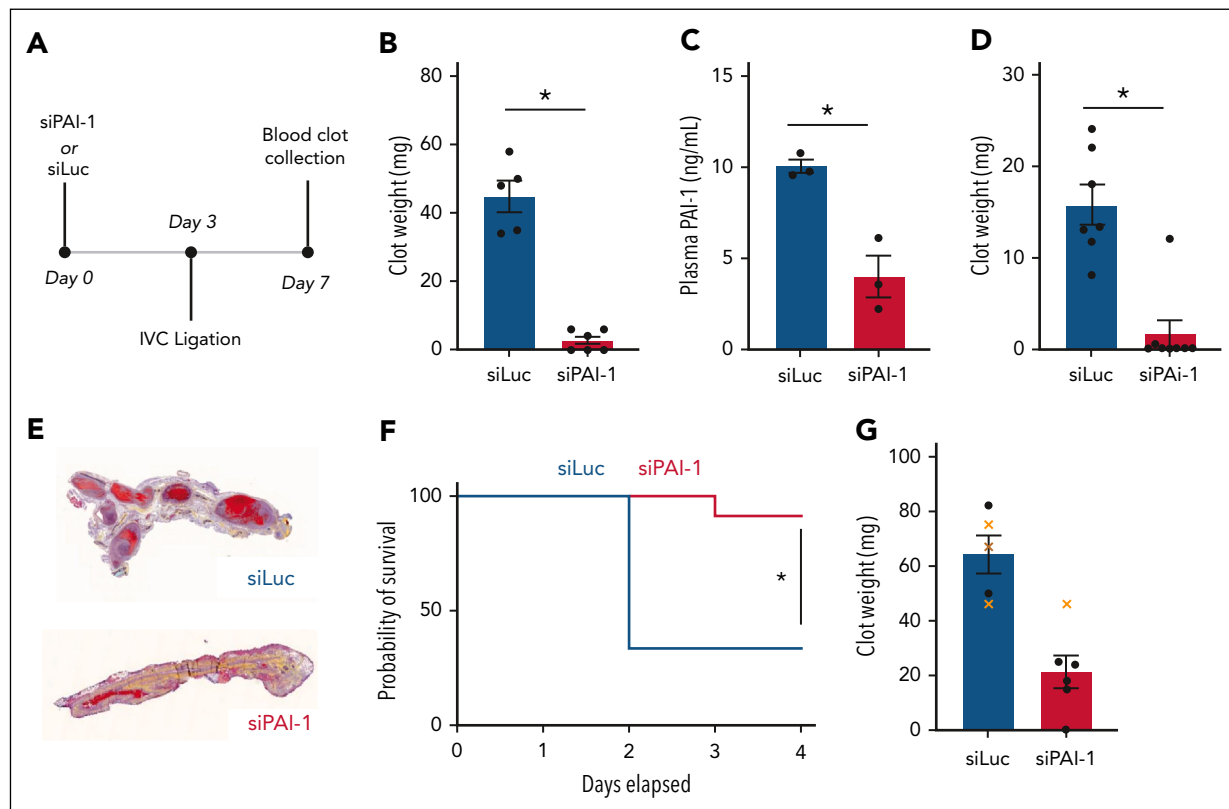 A
siPAI-1
or
siLuc
Blood clot
collection
Day 3
Day 0
Day 7
IVC Ligation
B
Clot weight (mg)
80
60
40
20
0
*
siLuc
siPAI-1
C
Plasma PAI-1 (ng/mL)
15
10
5
0
*
siLuc
siPAI-1
D
Clot weight (mg)
30
20
10
0
*
siLuc
siPAi-1
E
siLuc
siPAI-1
F
siLuc
siPAI-1
Probability of survival
100
50
0
*
0
1
2
3
4
Days elapsed
G
Clot weight (mg)
100
80
60
40
20
0
siLuc
siPAI-1